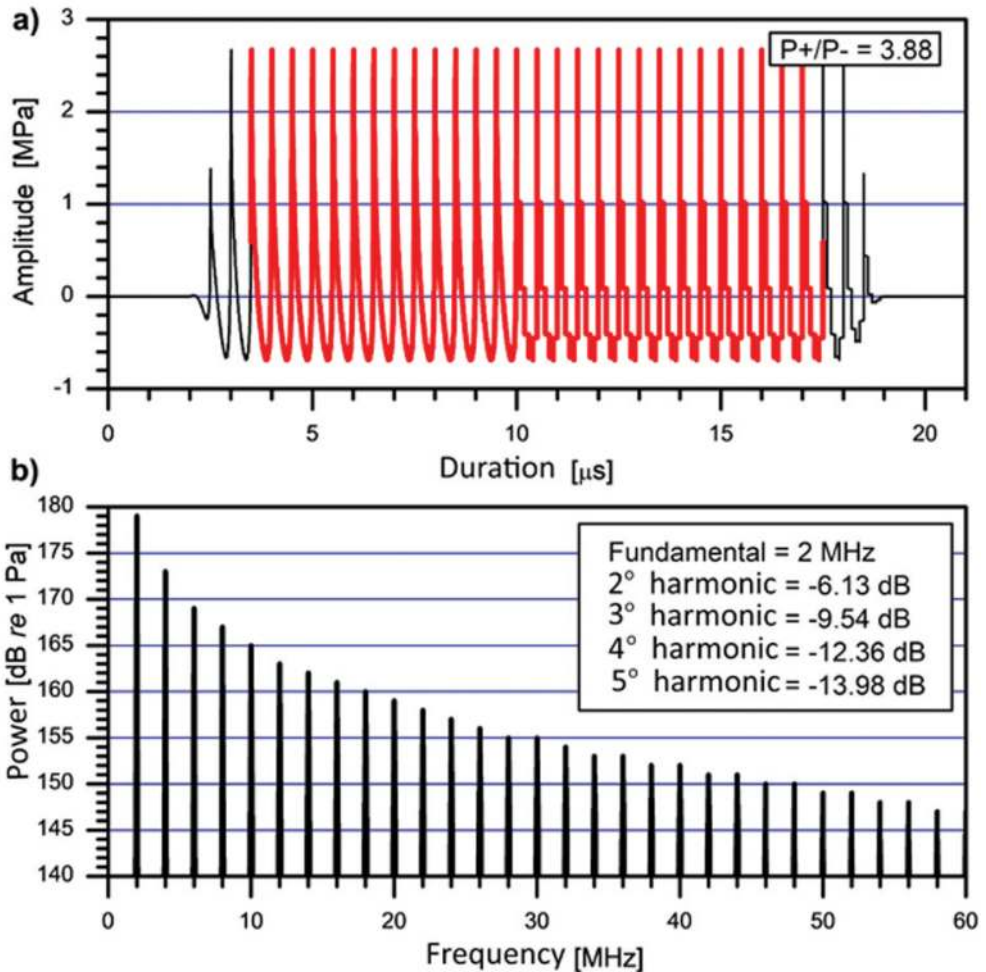 a)
3
2
1
0
-1
Amplitude [MPa]
P+/P- = 3.88
0
5
10
15
20
Duration [μs]
b)
180
175
170
165
160
155
150
145
140
Power [dB re 1 Pa]
Fundamental = 2 MHz
2° harmonic = -6.13 dB
3° harmonic = -9.54 dB
4° harmonic = -12.36 dB
5° harmonic = -13.98 dB
0
10
20
30
40
50
60
Frequency [MHz]